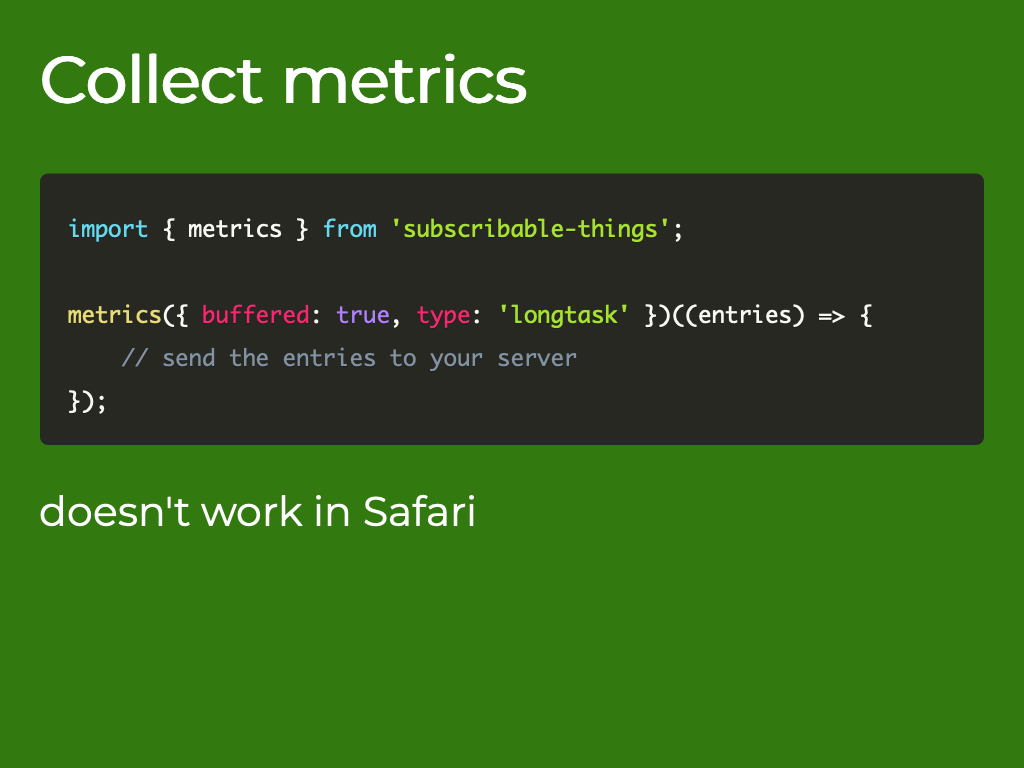 Collect metrics
import { metrics } from 'subscribable-things';
metrics({ buffered: true, type: 'longtask' })((entries) => {
    // send the entries to your server
});
doesn't work in Safari